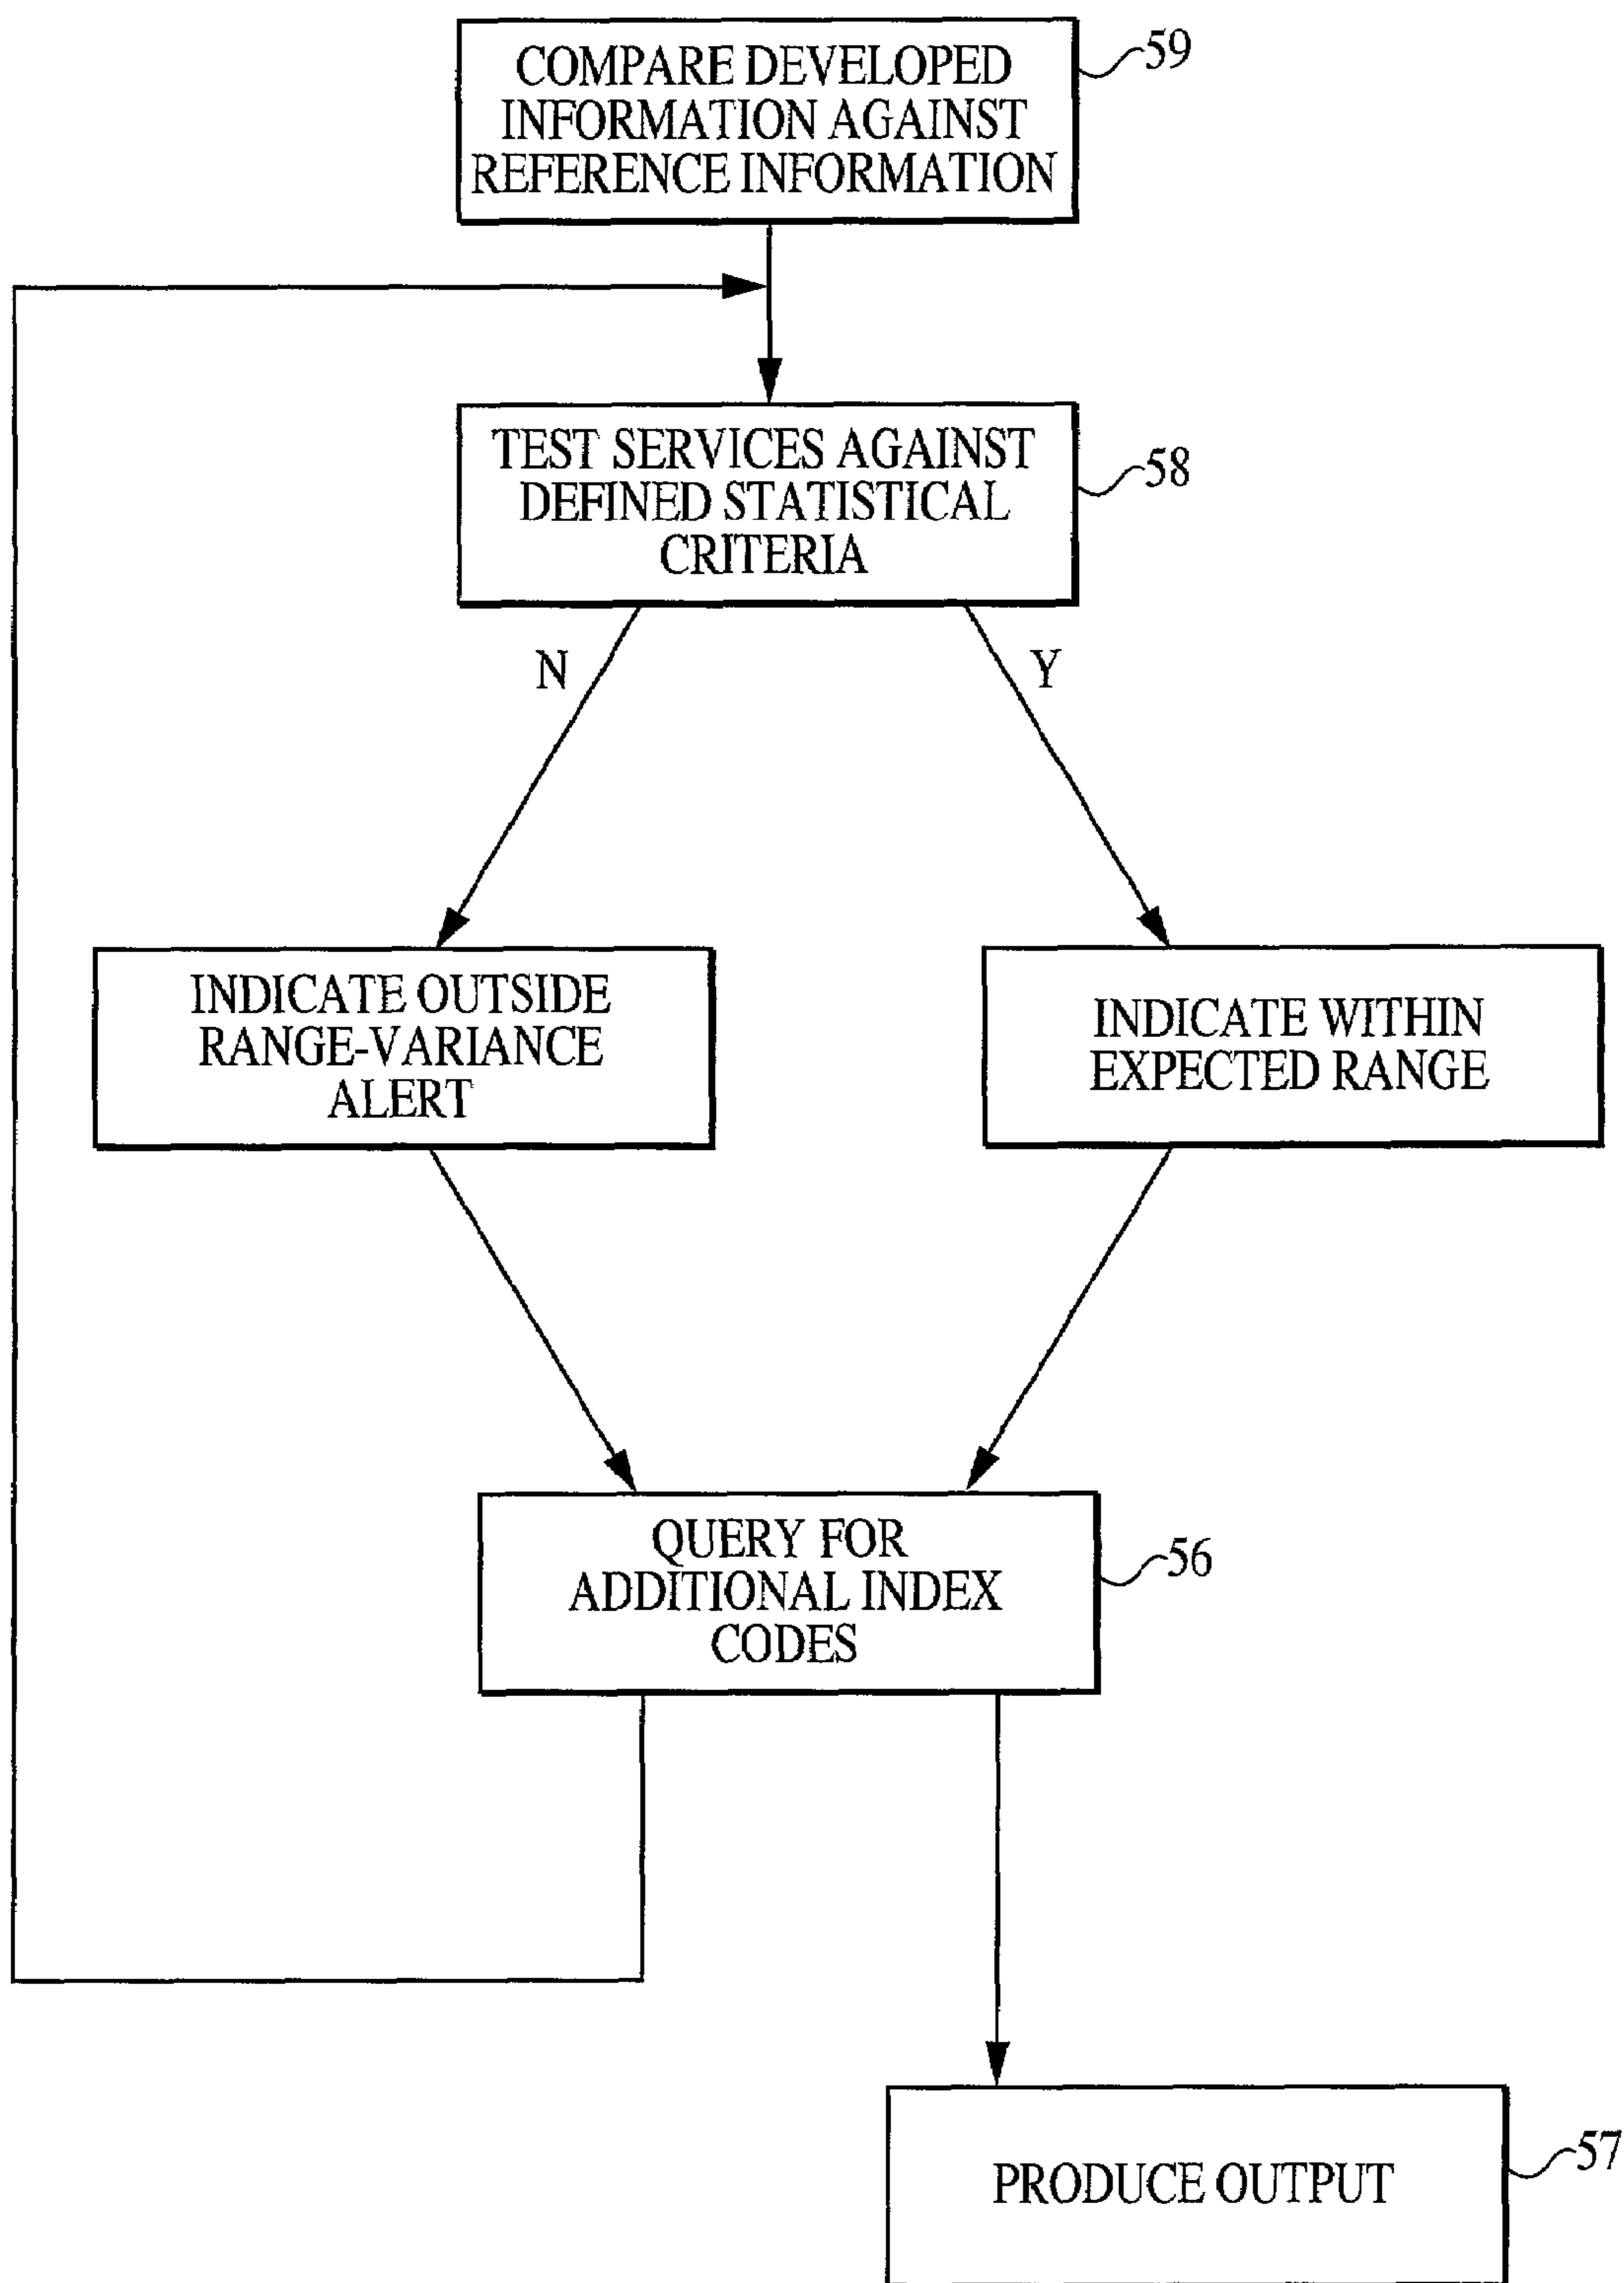 COMPARE DEVELOPED
INFORMATION AGAINST
REFERENCE INFORMATION
59
TEST SERVICES AGAINST
DEFINED STATISTICAL
CRITERIA
58
N
Y
INDICATE OUTSIDE
RANGE-VARIANCE
ALERT
INDICATE WITHIN
EXPECTED RANGE
QUERY FOR
ADDITIONAL INDEX
CODES
56
PRODUCE OUTPUT
57